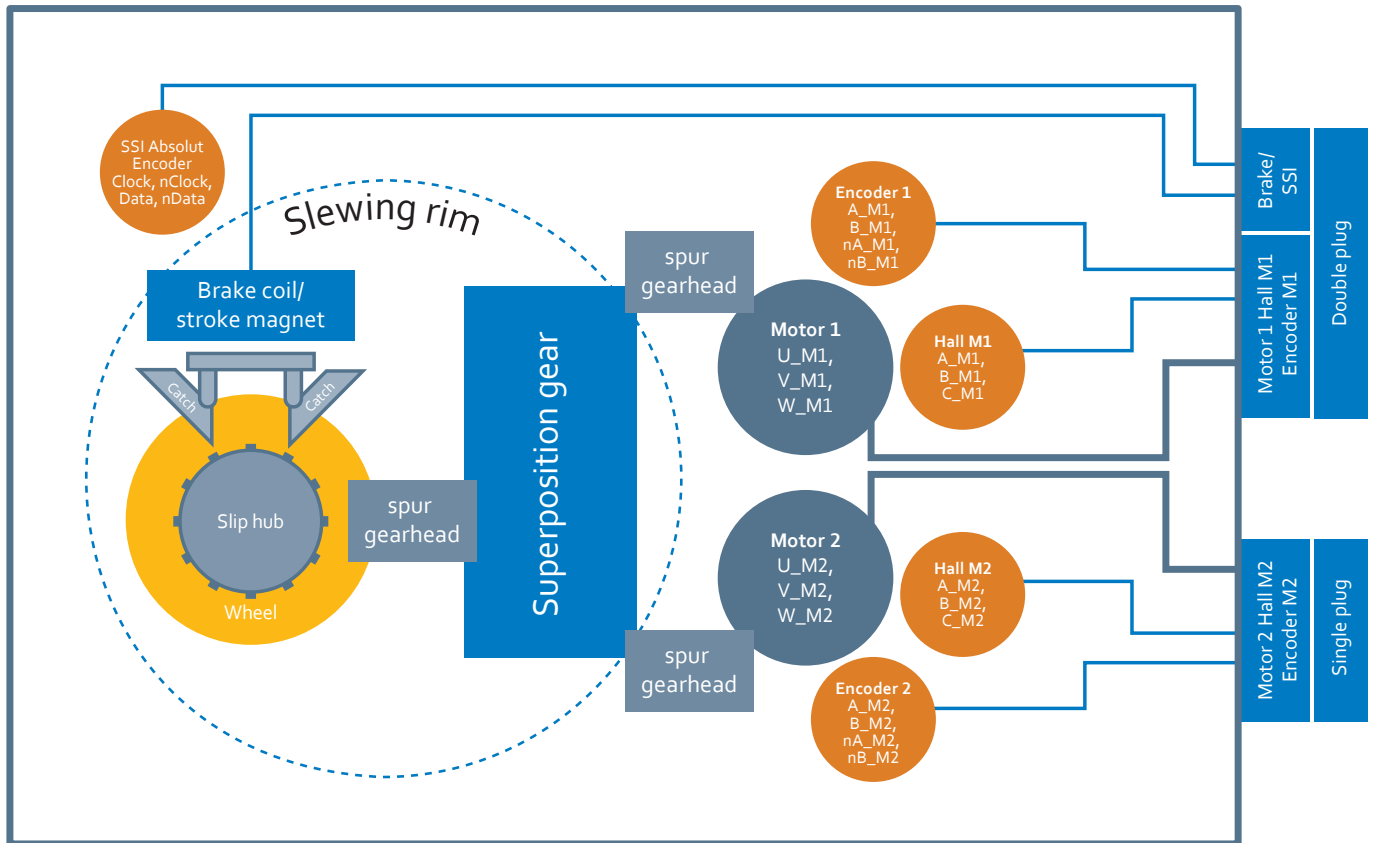 SSI Absolut
Encoder
Clock, nClock,
Data, nData
Slewing rim
Brake coil/
stroke magnet
Catch
Catch
Slip hub
Wheel
spur
gearhead
Superposition gear
spur
gearhead
spur
gearhead
Motor 1
U_M1,
V_M1,
W_M1
Motor 2
U_M2,
V_M2,
W_M2
Encoder 1
A_M1,
B_M1,
nA_M1,
nB_M1
Hall M1
A_M1,
B_M1,
C_M1
Hall M2
A_M2,
B_M2,
C_M2
Encoder 2
A_M2,
B_M2,
nA_M2,
nB_M2
Brake/
SSI
Motor 1 Hall M1
Encoder M1
Double plug
Motor 2 Hall M2
Encoder M2
Single plug